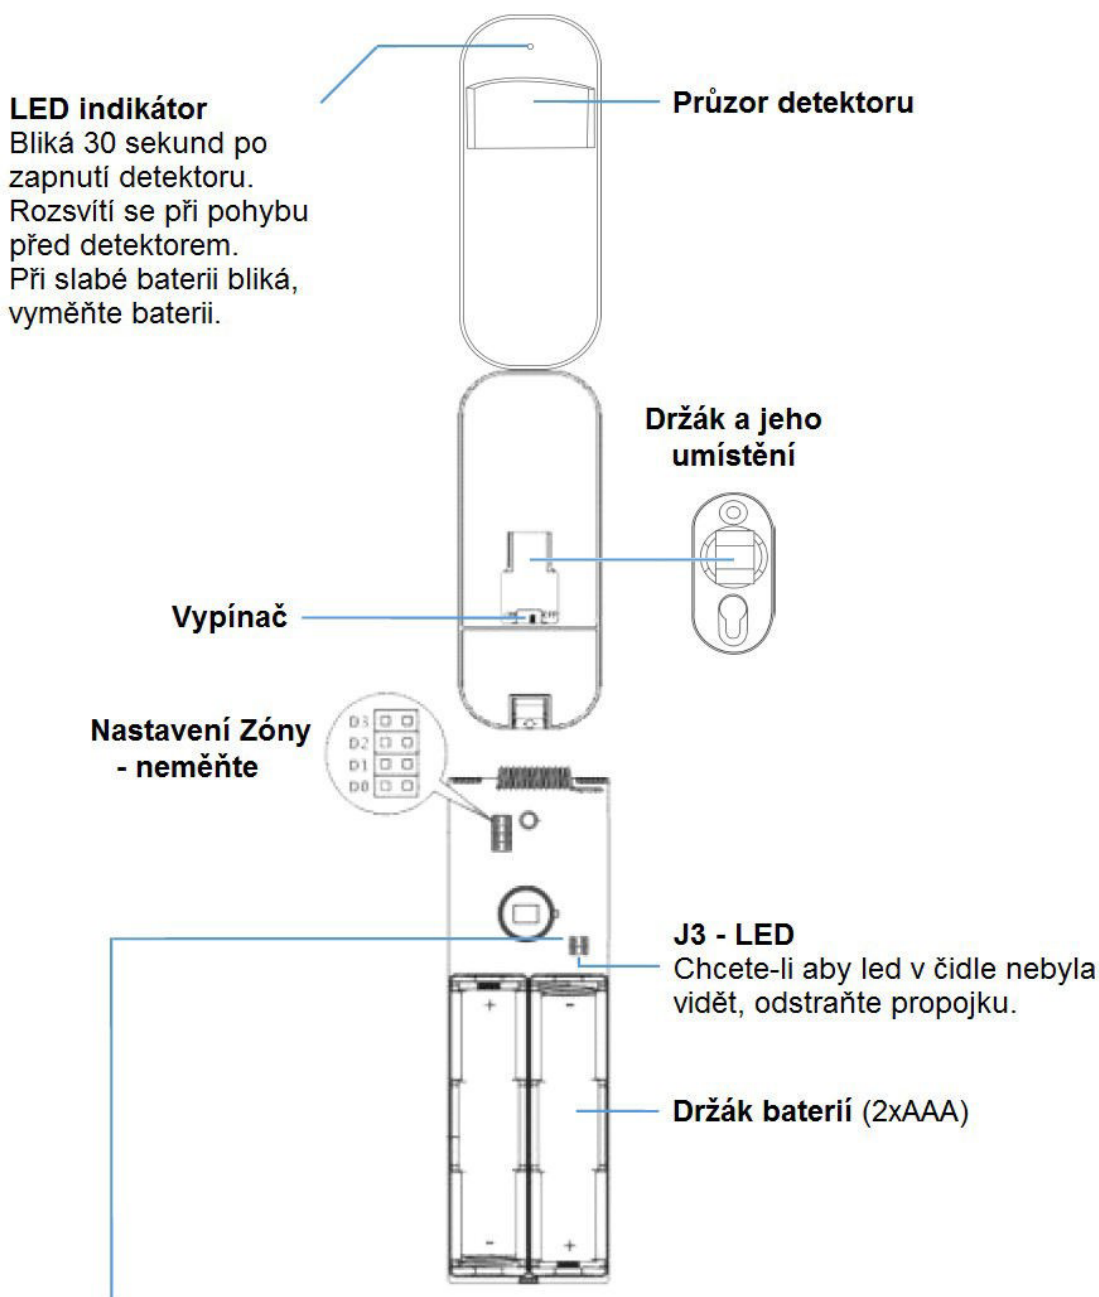 LED indikátor
Bliká 30 sekund po
zapnutí detektoru.
Rozsvítí se při pohybu
před detektorem.
Při slabé baterii bliká,
vyměňte baterii.
Průzor detektoru
Držák a jeho
umístění
Vypínač
Nastavení Zóny
- neměňte
D3
D2
D1
D0
J3 - LED
Chcete-li aby led v čidle nebyla
vidět, odstraňte propojku.
+ -
Držák baterií (2xAAA)
- +